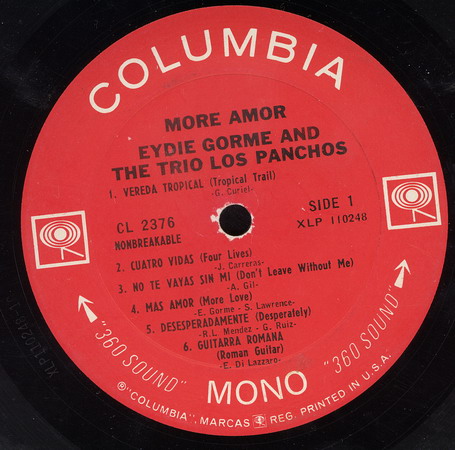 COLUMBIA
MORE AMOR
EYDIE GORME AND
THE TRIO LOS PANCHOS
1. VEREDA TROPICAL (Tropical Trail)
-G. Curiel-
CL 2376
NONBREAKABLE
SIDE 1
XLP 110248
2. CUATRO VIDAS (Four Lives)
-J. Carreras-
3. NO TE VAYAS SIN MI (Don't Leave Without Me)
-A. Gil-
4. MAS AMOR (More Love)
-E. Gorme - S. Lawrence-
5. DESESPERADAMENTE (Desperately)
-R.L. Mendez - G. Ruiz-
6. GUITARRA ROMANA
(Roman Guitar)
-E. Di Lazzaro-
"360 SOUND"
MONO
"360 SOUND"
® "COLUMBIA", MARCAS REG. PRINTED IN U.S.A.